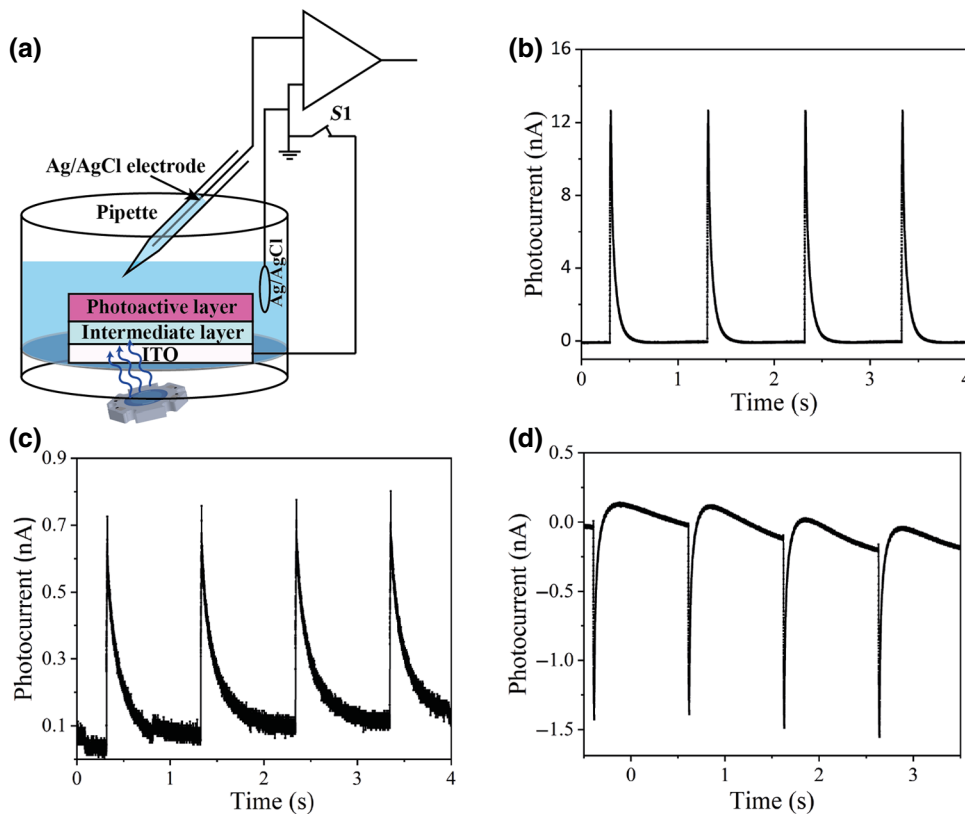 (a)
S1
Ag/AgCl electrode
Pipette
Ag/AgCl
Photoactive layer
Intermediate layer
ITO
(b)
16
12
8
4
0
Photocurrent (nA)
0 1 2 3 4
Time (s)
(c)
0.9
0.7
0.5
0.3
0.1
Photocurrent (nA)
0 1 2 3 4
Time (s)
(d)
0.5
0.0
−0.5
−1.0
−1.5
Photocurrent (nA)
0 1 2 3
Time (s)